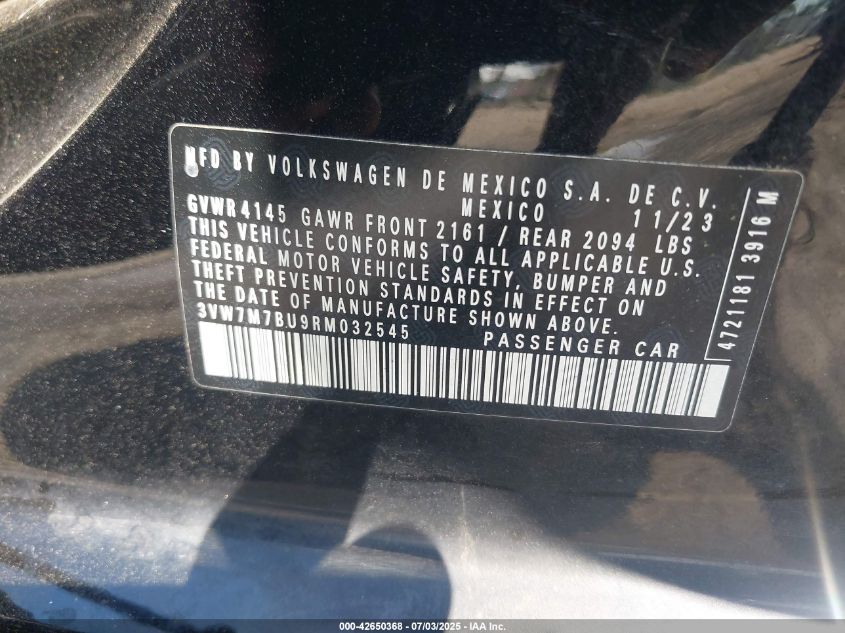 MFD BY VOLKSWAGEN DE MEXICO S.A. DE C.V.
MEXICO 11/23
GVWR 4145 GAWR FRONT 2161 / REAR 2094 LBS
THIS VEHICLE CONFORMS TO ALL APPLICABLE U.S.
FEDERAL MOTOR VEHICLE SAFETY, BUMPER AND
THEFT PREVENTION STANDARDS IN EFFECT ON
THE DATE OF MANUFACTURE SHOWN ABOVE.
3VW7M7BU9RM032545 PASSENGER CAR
4721181 3916 M
000-42650368 - 07/03/2025 - IAA Inc.